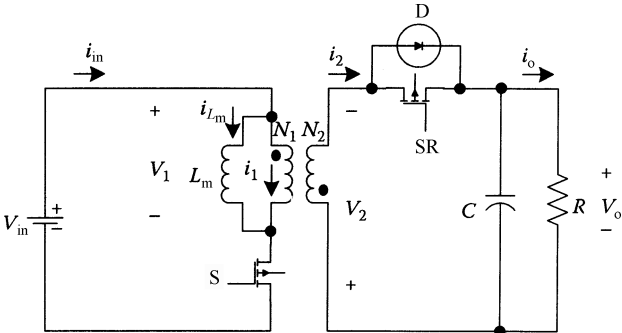 D
i_in
i_2
i_o
+
i_Lm
N_1 N_2
−
SR
V_1
L_m
i_1
+
V_in
+
−
−
V_2
C
R
V_o
−
S
+